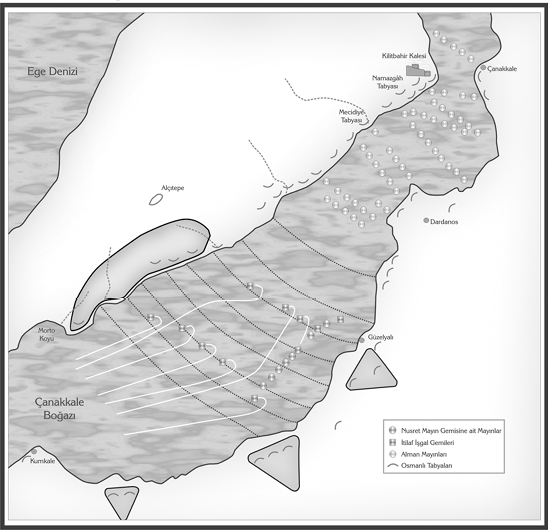 Kilitbahir Kalesi
Ege Denizi
Çanakkale
Namazgâh
Tabyası
Mecidiye
Tabyası
Alçıtepe
Dardanos
Morto
Koyu
Güzelyalı
Çanakkale
Boğazı
Nusret Mayın Gemisine ait Mayınlar
İtilaf İşgal Gemileri
Alman Mayınları
Osmanlı Tabyaları
Kumkale